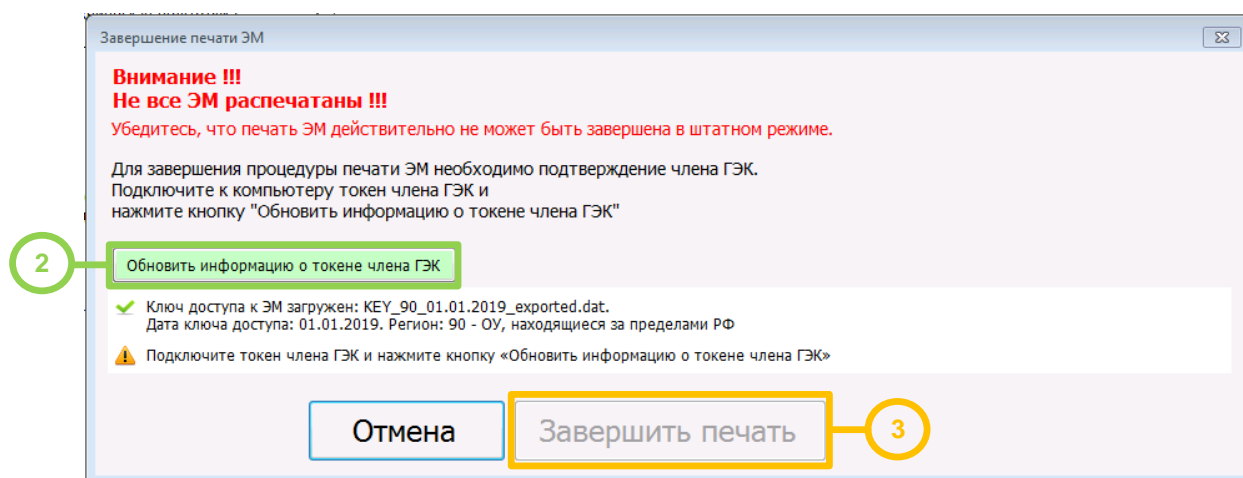 Завершение печати ЭМ
Внимание !!!
Не все ЭМ распечатаны !!!
Убедитесь, что печать ЭМ действительно не может быть завершена в штатном режиме.
Для завершения процедуры печати ЭМ необходимо подтверждение члена ГЭК.
Подключите к компьютеру токен члена ГЭК и
нажмите кнопку "Обновить информацию о токене члена ГЭК"
2
Обновить информацию о токене члена ГЭК
Ключ доступа к ЭМ загружен: KEY_90_01.01.2019_exported.dat.
Дата ключа доступа: 01.01.2019. Регион: 90 - ОУ, находящиеся за пределами РФ
Подключите токен члена ГЭК и нажмите кнопку «Обновить информацию о токене члена ГЭК»
Отмена
Завершить печать
3